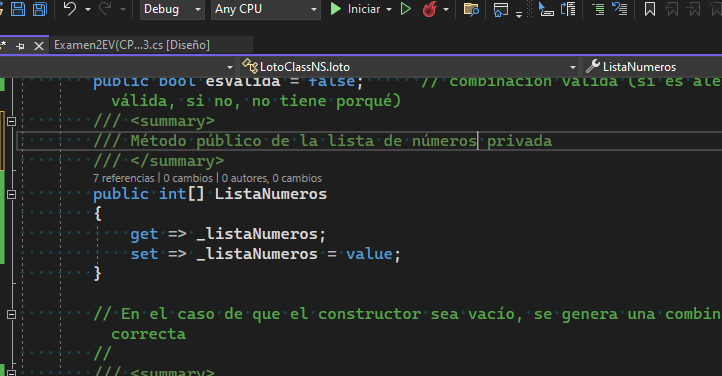 Debug Any CPU Iniciar
Examen2EV(CP...3.cs [Diseño]
LotoClassNS.loto ListaNumeros
public bool esValida = false; // combinación válida (si es ale
válida, si no, no tiene porqué)
/// <summary>
/// Método público de la lista de números privada
/// </summary>
7 referencias | 0 cambios | 0 autores, 0 cambios
public int[] ListaNumeros
{
get => _listaNumeros;
set => _listaNumeros = value;
}
// En el caso de que el constructor sea vacío, se genera una combin
correcta
//
/// <summary>